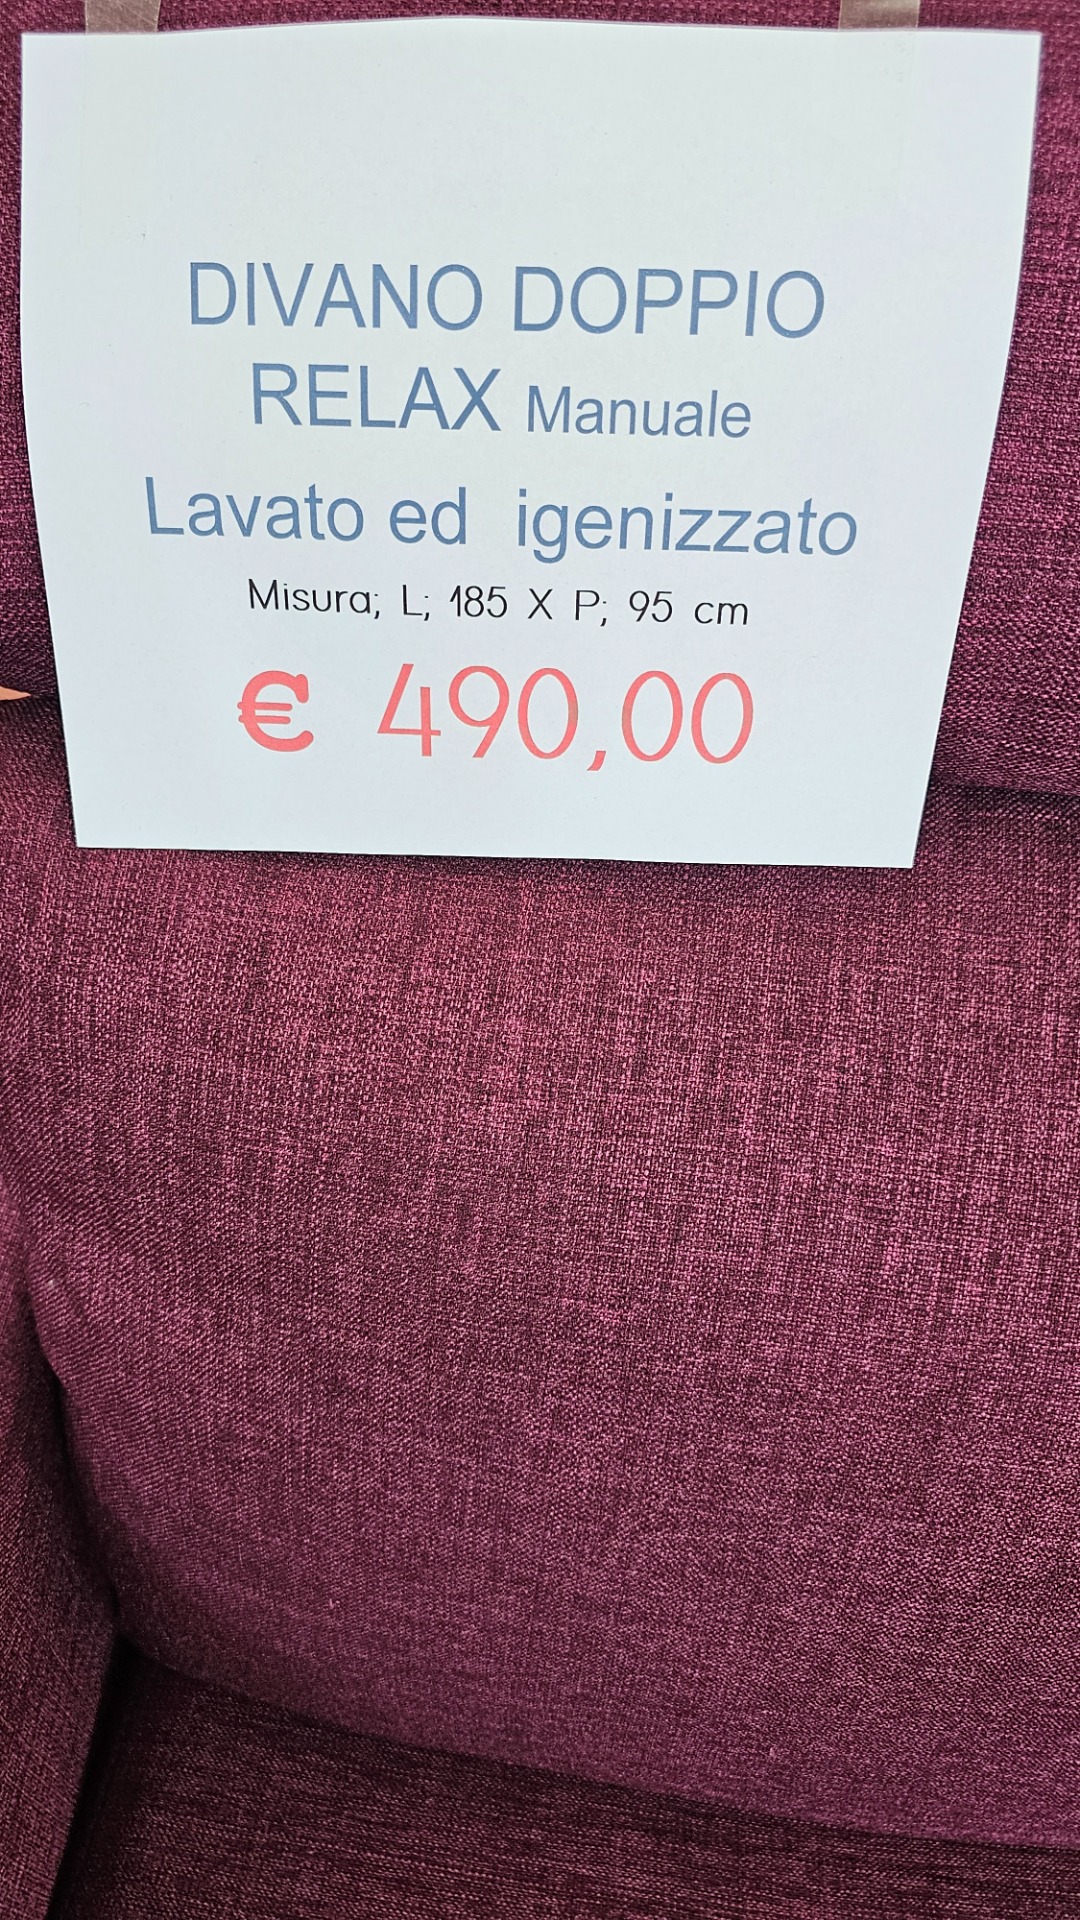 DIVANO DOPPIO
RELAX Manuale
Lavato ed igenizzato
Misura; L; 185 X P; 95 cm
€ 490,00